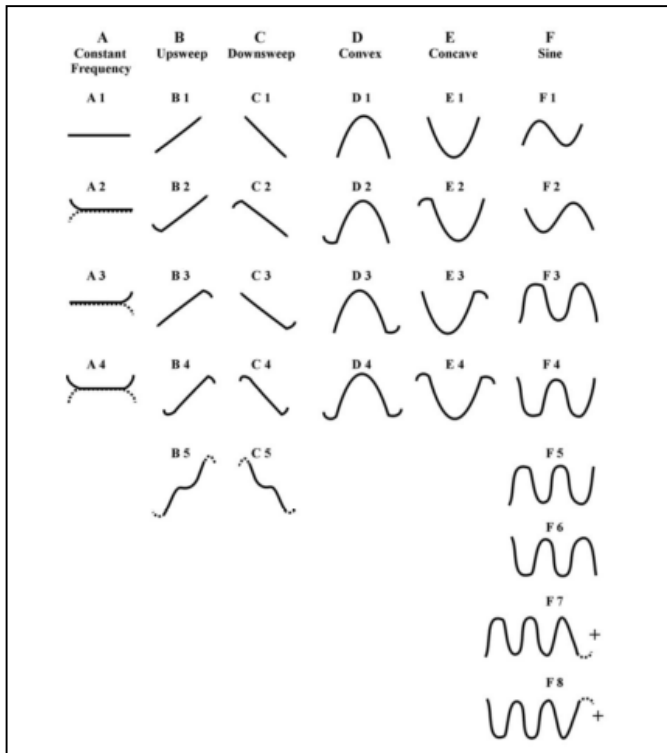 A B C D E F
Constant Upsweep Downsweep Convex Concave Sine
Frequency
A 1 B 1 C 1 D 1 E 1 F 1
A 2 B 2 C 2 D 2 E 2 F 2
A 3 B 3 C 3 D 3 E 3 F 3
A 4 B 4 C 4 D 4 E 4 F 4
B 5 C 5 F 5
F 6
F 7
+
F 8
+